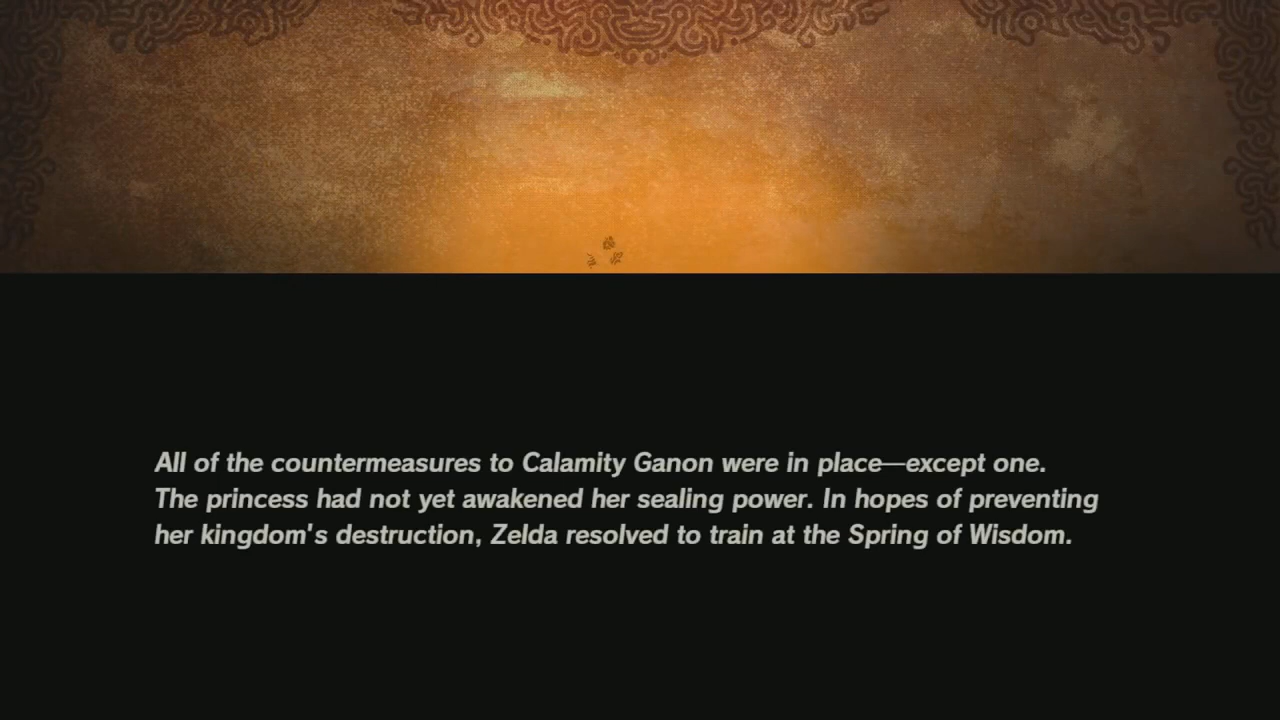 All of the countermeasures to Calamity Ganon were in place—except one.
The princess had not yet awakened her sealing power. In hopes of preventing
her kingdom's destruction, Zelda resolved to train at the Spring of Wisdom.